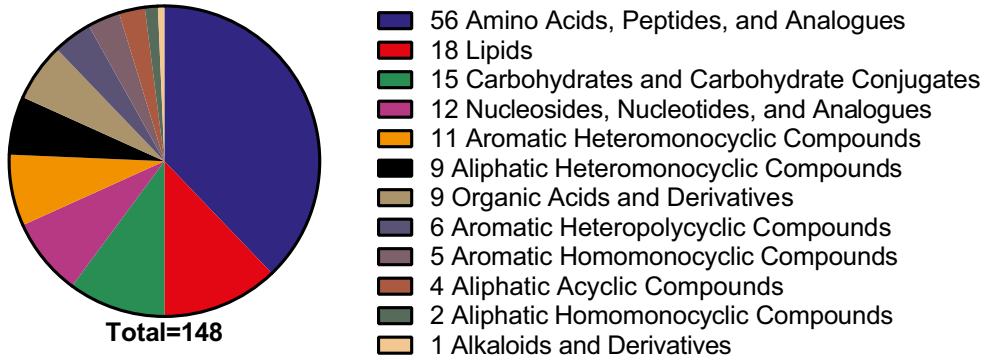 56 Amino Acids, Peptides, and Analogues
18 Lipids
15 Carbohydrates and Carbohydrate Conjugates
12 Nucleosides, Nucleotides, and Analogues
11 Aromatic Heteromonocyclic Compounds
9 Aliphatic Heteromonocyclic Compounds
9 Organic Acids and Derivatives
6 Aromatic Heteropolycyclic Compounds
5 Aromatic Homomonocyclic Compounds
4 Aliphatic Acyclic Compounds
2 Aliphatic Homomonocyclic Compounds
1 Alkaloids and Derivatives
Total=148